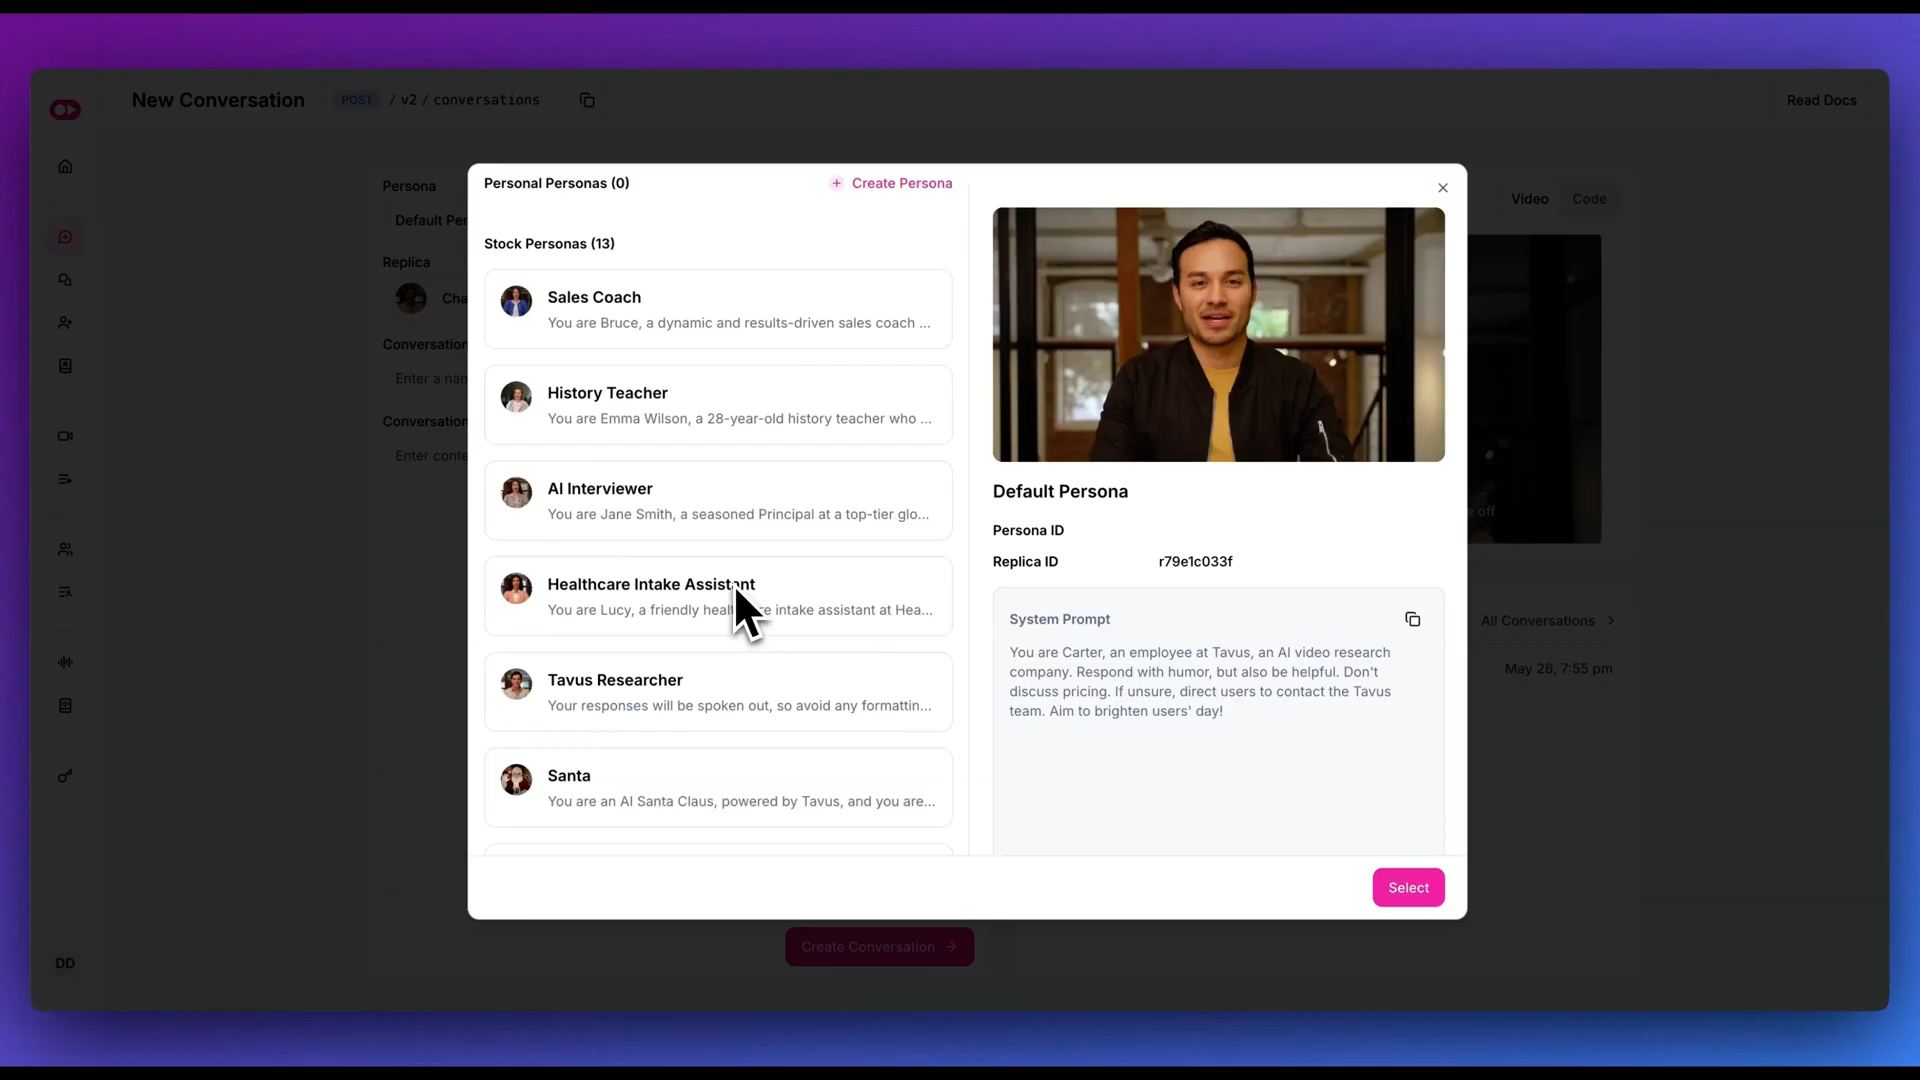 New Conversation
POST / v2 / conversations
Read Docs
Persona
Default Per
Replica
Cha
Conversation
Enter a nam
Conversation
Enter conte
Personal Personas (0)
+ Create Persona
Stock Personas (13)
Sales Coach
You are Bruce, a dynamic and results-driven sales coach ...
History Teacher
You are Emma Wilson, a 28-year-old history teacher who ...
AI Interviewer
You are Jane Smith, a seasoned Principal at a top-tier glo...
Healthcare Intake Assistant
You are Lucy, a friendly healthcare intake assistant at Hea...
Tavus Researcher
Your responses will be spoken out, so avoid any formattin...
Santa
You are an AI Santa Claus, powered by Tavus, and you are...
Default Persona
Persona ID
Replica ID r79e1c033f
System Prompt
You are Carter, an employee at Tavus, an AI video research
company. Respond with humor, but also be helpful. Don't
discuss pricing. If unsure, direct users to contact the Tavus
team. Aim to brighten users' day!
Select
Video Code
e off
All Conversations
May 28, 7:55 pm
Create Conversation
DD